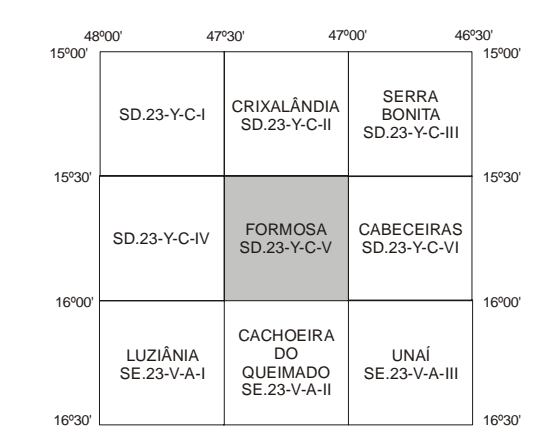 48º00' 47º30' 47º00' 46º30'
15º00' 15º00'
SD.23-Y-C-I
CRIXALÂNDIA
SD.23-Y-C-II
SERRA
BONITA
SD.23-Y-C-III
15º30' 15º30'
SD.23-Y-C-IV
FORMOSA
SD.23-Y-C-V
CABECEIRAS
SD.23-Y-C-VI
16º00' 16º00'
LUZIÂNIA
SE.23-V-A-I
CACHOEIRA
DO
QUEIMADO
SE.23-V-A-II
UNAÍ
SE.23-V-A-III
16º30' 16º30'